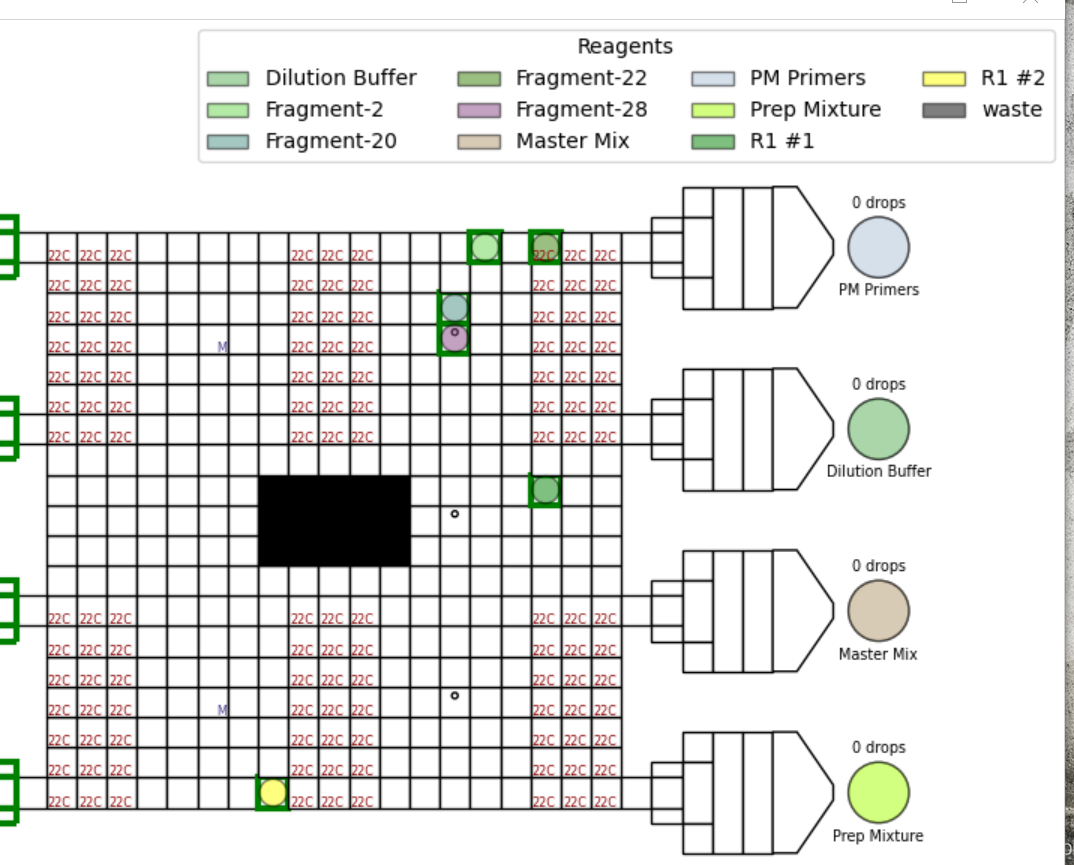 Reagents
Dilution Buffer Fragment-22 PM Primers R1 #2
Fragment-2 Fragment-28 Prep Mixture waste
Fragment-20 Master Mix R1 #1
0 drops
22C 22C 22C 22C 22C 22C 22C 22C 22C
22C 22C 22C 22C 22C 22C 22C 22C 22C
PM Primers
22C 22C 22C 22C 22C 22C 22C 22C 22C
22C 22C 22C M 22C 22C 22C 22C 22C 22C
22C 22C 22C 22C 22C 22C 22C 22C 22C
0 drops
22C 22C 22C 22C 22C 22C 22C 22C 22C
22C 22C 22C 22C 22C 22C 22C 22C 22C
Dilution Buffer
0 drops
22C 22C 22C 22C 22C 22C 22C 22C 22C
22C 22C 22C 22C 22C 22C 22C 22C 22C
Master Mix
22C 22C 22C 22C 22C 22C 22C 22C 22C
22C 22C 22C M 22C 22C 22C 22C 22C 22C
22C 22C 22C 22C 22C 22C 22C 22C 22C
0 drops
22C 22C 22C 22C 22C 22C 22C 22C 22C
22C 22C 22C 22C 22C 22C 22C 22C 22C
Prep Mixture